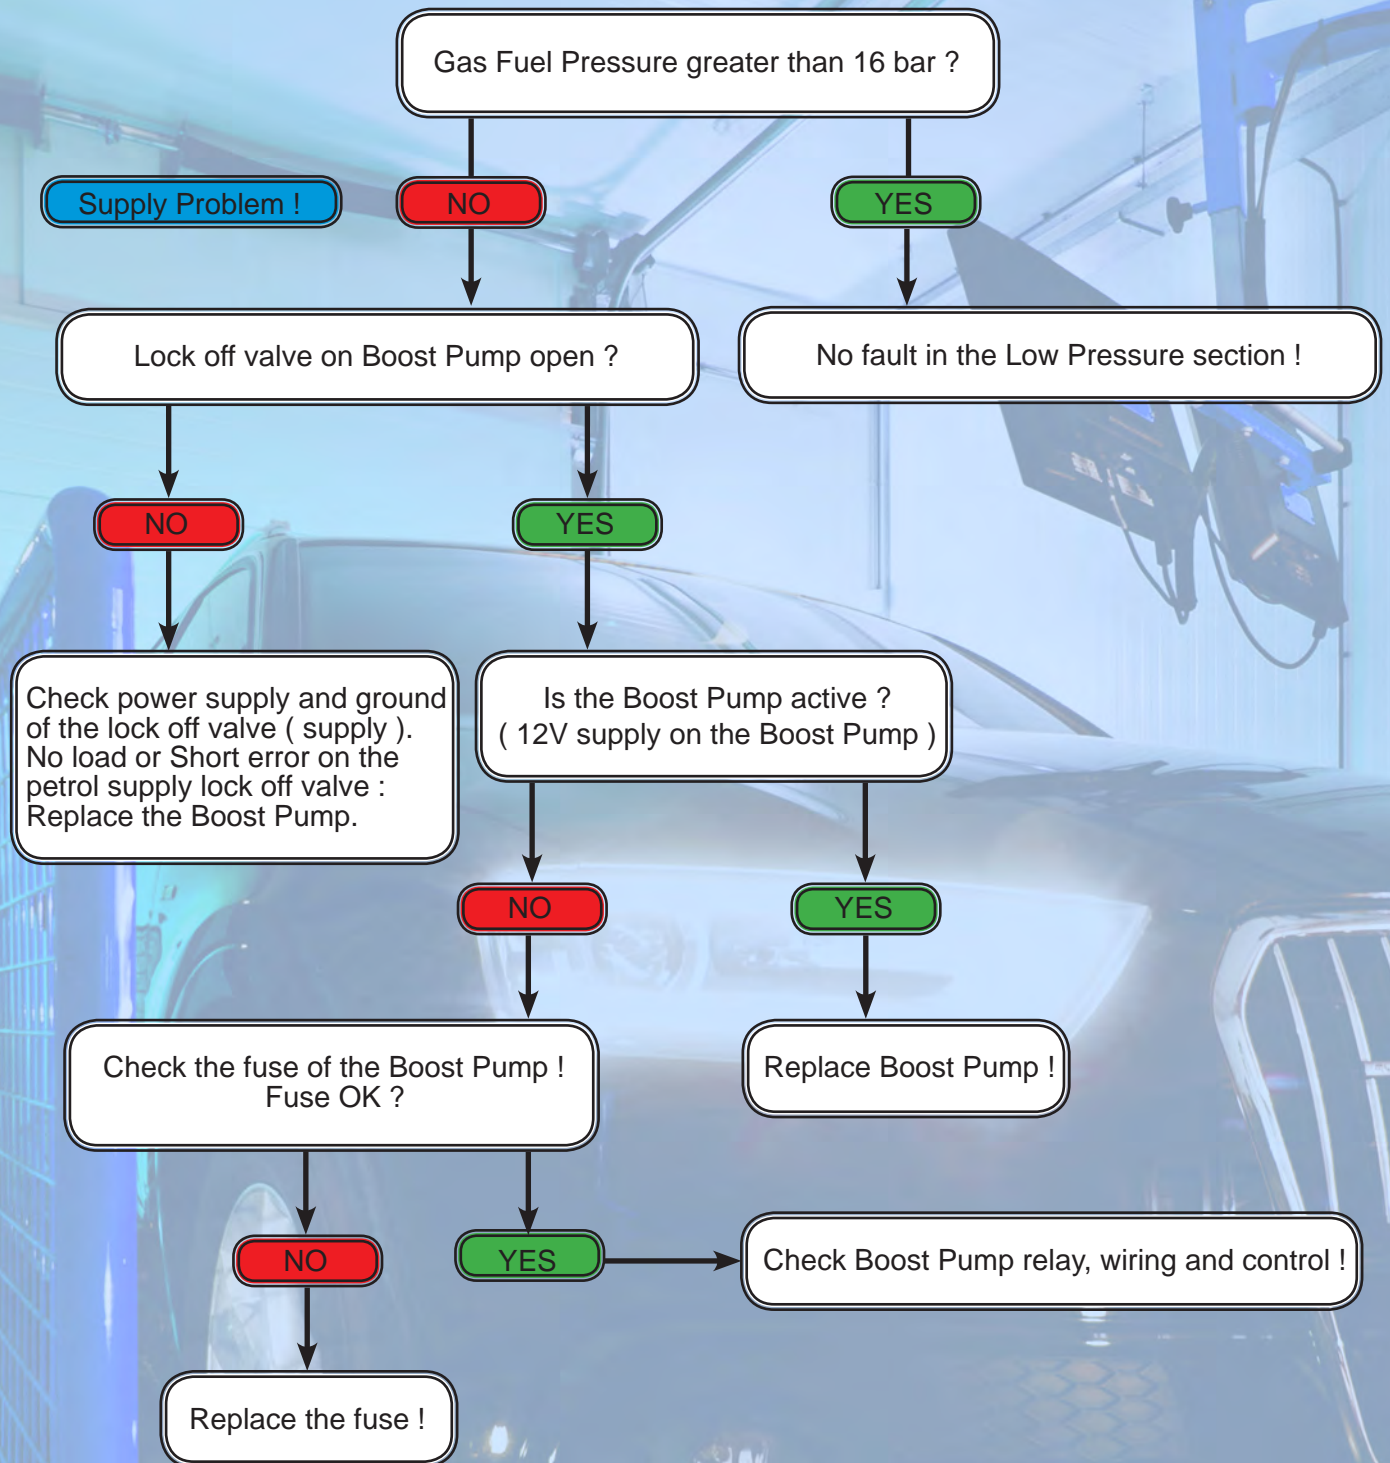 Gas Fuel Pressure greater than 16 bar ?
Supply Problem !
NO
YES
Lock off valve on Boost Pump open ?
No fault in the Low Pressure section !
NO
YES
Check power supply and ground
of the lock off valve ( supply ).
No load or Short error on the
petrol supply lock off valve :
Replace the Boost Pump.
Is the Boost Pump active ?
( 12V supply on the Boost Pump )
NO
YES
Check the fuse of the Boost Pump !
Fuse OK ?
Replace Boost Pump !
NO
YES
Check Boost Pump relay, wiring and control !
Replace the fuse !